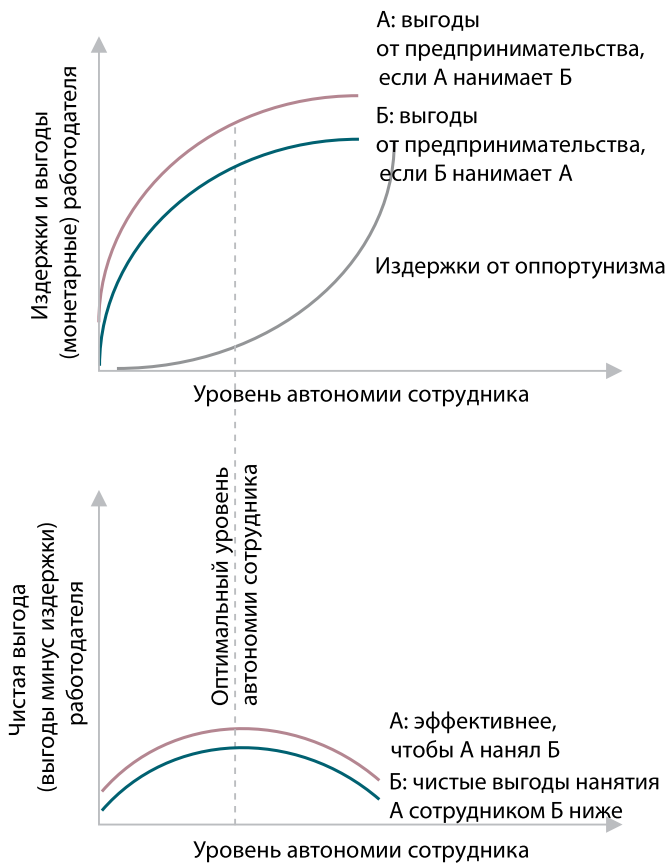 А: выгоды
от предпринимательства,
если А нанимает Б
Б: выгоды
от предпринимательства,
если Б нанимает А
Издержки и выгоды
(монетарные) работодателя
Издержки от оппортунизма
Уровень автономии сотрудника
Оптимальный уровень
автономии сотрудника
Чистая выгода
(выгоды минус издержки)
работодателя
А: эффективнее,
чтобы А нанял Б
Б: чистые выгоды нанятия
А сотрудником Б ниже
Уровень автономии сотрудника